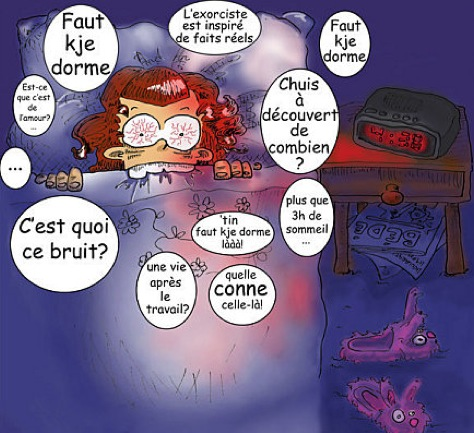 Faut
kje
dorme
L'exorciste
est inspiré
de faits réels.
Faut
kje
dorme
Est-ce
que c'est
de
l'amour?
...
Chuis
à
découvert
de
combien
?
...
C'est quoi
ce bruit?
'tin
faut kje dorme
lààà!
plus que
3h de
sommeil
...
une vie
après
le
travail?
quelle
conne
celle-là!
BEDE